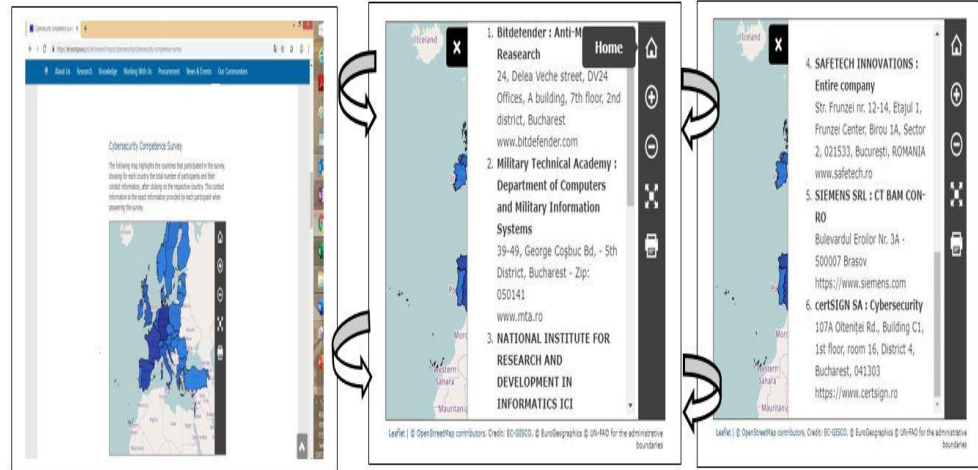 About Us Research Knowledge Working With Us Procurement News & Events Our Communities
Cybersecurity Competence Survey
The following map highlights the countries that participated in the survey,
showing for each country the total number of participants and their
contact information, after clicking on the respective country. This contact
information is the exact information provided by each participant when
answering the survey.
Iceland
x
1. Bitdefender : Anti-M
Reasearch
Home
24, Delea Veche street, DV24
Offices, A building, 7th floor, 2nd
district, Bucharest
www.bitdefender.com
2. Military Technical Academy :
Department of Computers
and Military Information
Systems
39-49, George Coşbuc Bd, - 5th
District, Bucharest - Zip:
050141
www.mta.ro
3. NATIONAL INSTITUTE FOR
RESEARCH AND
DEVELOPMENT IN
INFORMATICS ICI
Po
Moro
Western
Sahara
Mauritani
Leaflet | © OpenStreetMap contributors, Credit: EC-GISCO, © EuroGeographics © UN-FAO for the administrative
boundaries
Iceland
x
4. SAFETECH INNOVATIONS :
Entire company
Str. Frunzei nr. 12-14, Etajul 1,
Frunzei Center, Birou 1A, Sector
2, 021533, Bucureşti, ROMANIA
www.safetech.ro
5. SIEMENS SRL : CT BAM CON-
RO
Bulevardul Eroilor Nr. 3A -
500007 Brasov
https://www.siemens.com
6. certSIGN SA : Cybersecurity
107A Olteniţei Rd., Building C1,
1st floor, room 16, District 4,
Bucharest, 041303
https://www.certsign.ro
Po
Moro
Western
Sahara
Mauritani
Leaflet | © OpenStreetMap contributors, Credit: EC-GISCO, © EuroGeographics © UN-FAO for the administrative
boundaries